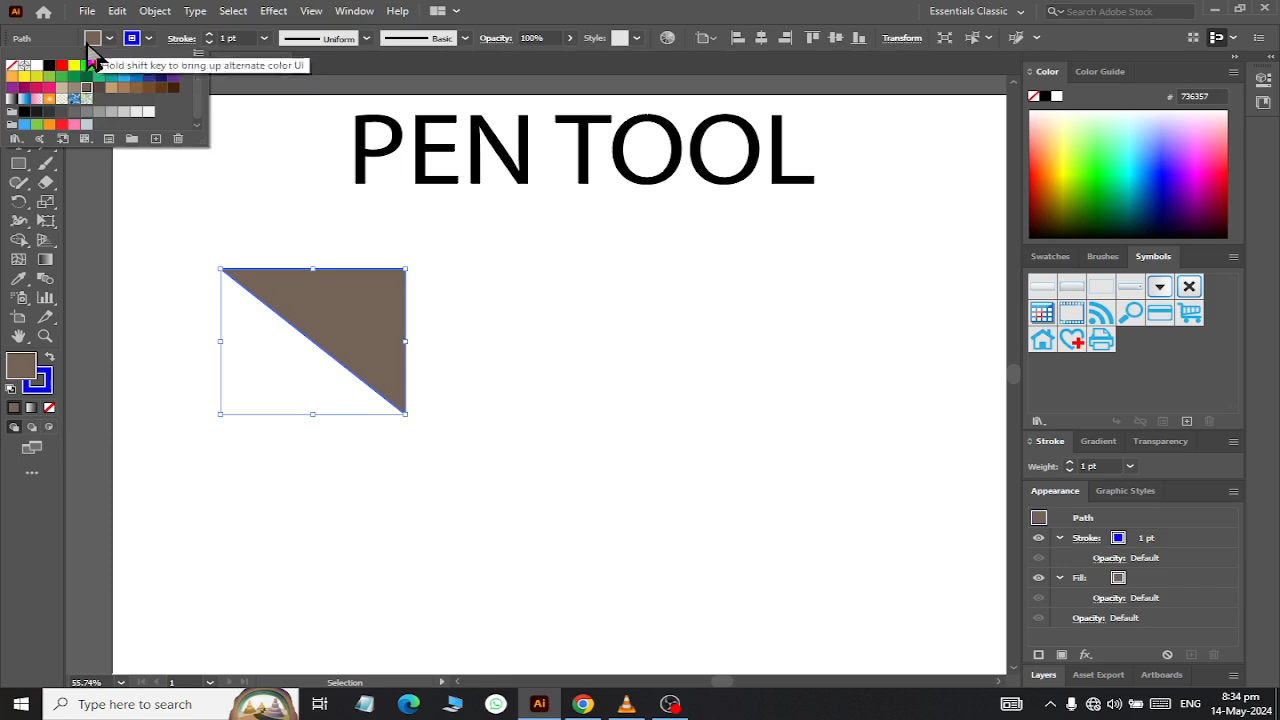 Ai File Edit Object Type Select Effect View Window Help Essentials Classic Search Adobe Stock
Path Stroke: 1 pt Uniform Basic Opacity: 100% Style: Transform
Hold shift key to bring up alternate color UI
Color Color Guide
# 736357
PEN TOOL
Swatches Brushes Symbols
Stroke Gradient Transparency
Weight: 1 pt
Appearance Graphic Styles
Path
Stroke: 1 pt
Opacity: Default
Fill:
Opacity: Default
Opacity: Default
fx
Layers Asset Export Artboards
55.74% 1 Selection
Type here to search Ai ENG 8:34 pm
14-May-2024